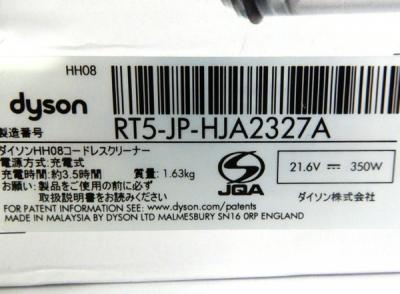 HH08
dyson
製造番号
RT5-JP-HJA2327A
ダイソンHH08コードレスクリーナー
電源方式:充電式
充電時間:約3.5時間 質量:1.63kg
お願い:製品をご使用の前に必ず
取扱説明書をお読みください
JQA
21.6V ⎓ 350W
ダイソン株式会社
FOR PATENT INFORMATION SEE: www.dyson.com/patents
MADE IN MALAYSIA BY DYSON LTD MALMESBURY SN16 0RP ENGLAND